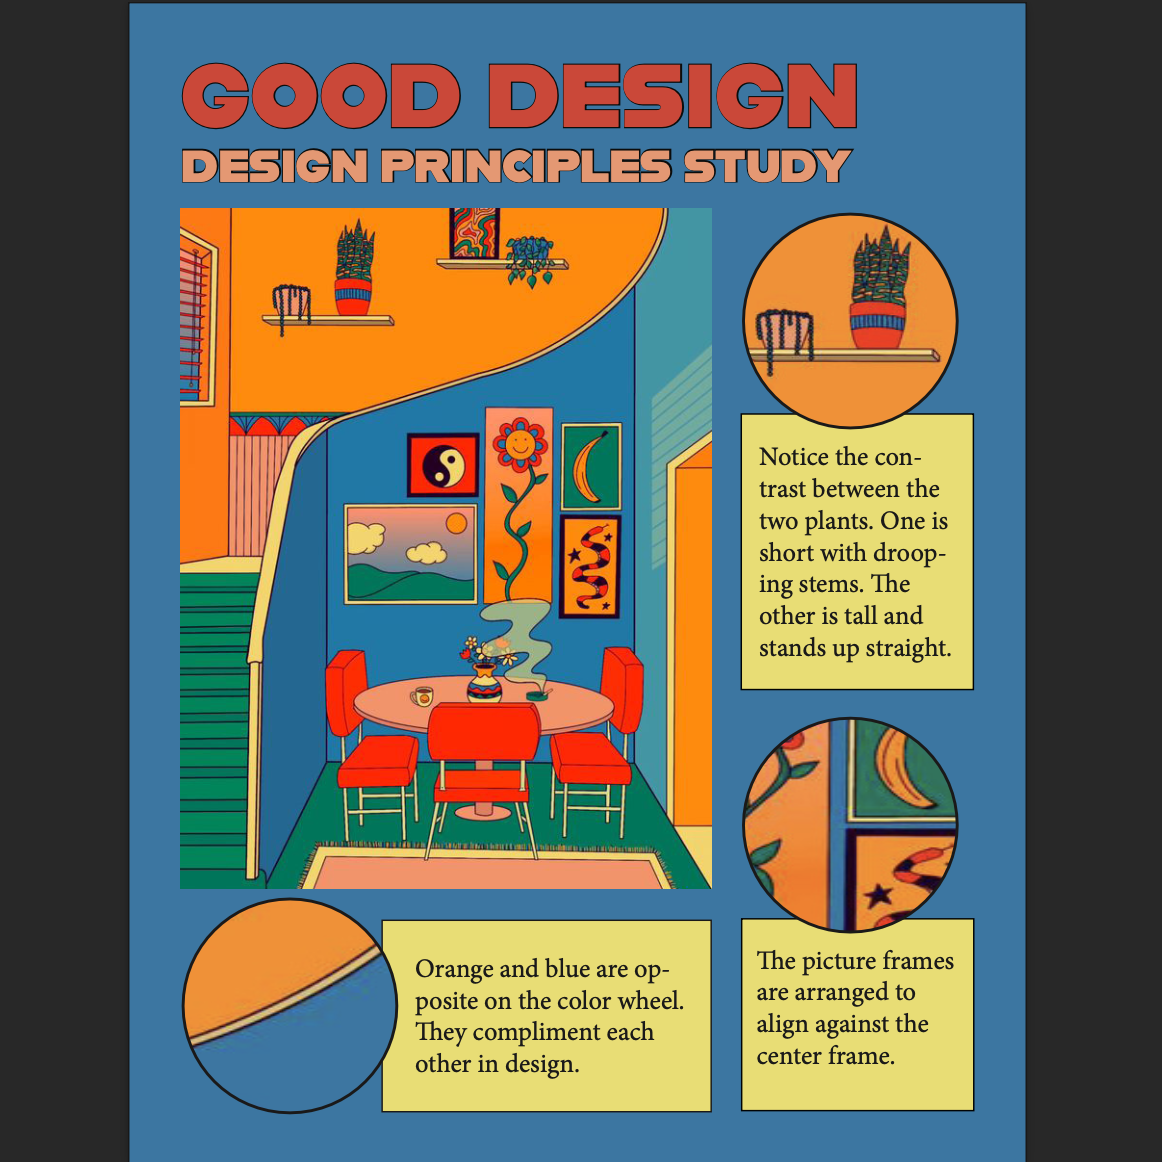 GOOD DESIGN
DESIGN PRINCIPLES STUDY
Notice the con-
trast between the
two plants. One is
short with droop-
ing stems. The
other is tall and
stands up straight.
Orange and blue are op-
posite on the color wheel.
They compliment each
other in design.
The picture frames
are arranged to
align against the
center frame.